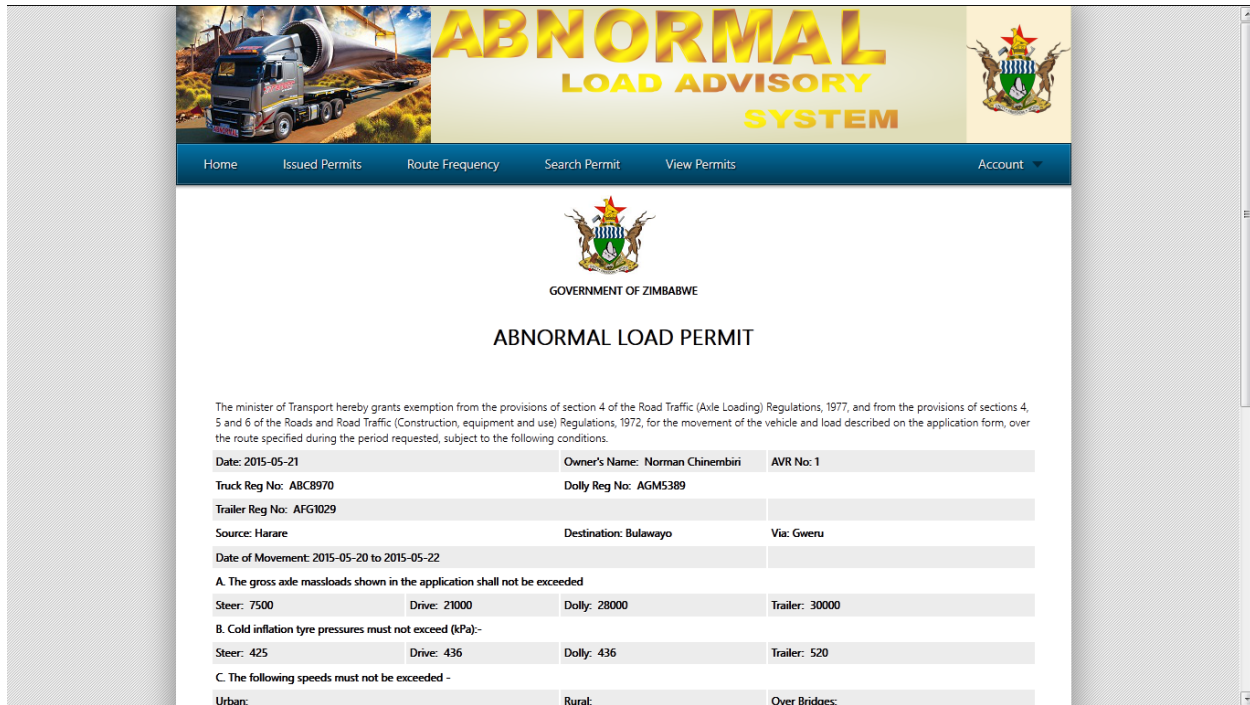 ABNORMAL
LOAD ADVISORY
SYSTEM
Home Issued Permits Route Frequency Search Permit View Permits Account
GOVERNMENT OF ZIMBABWE
ABNORMAL LOAD PERMIT
The minister of Transport hereby grants exemption from the provisions of section 4 of the Road Traffic (Axle Loading) Regulations, 1977, and from the provisions of sections 4,
5 and 6 of the Roads and Road Traffic (Construction, equipment and use) Regulations, 1972, for the movement of the vehicle and load described on the application form, over
the route specified during the period requested, subject to the following conditions.
Date: 2015-05-21 Owner's Name: Norman Chinembiri AVR No: 1
Truck Reg No: ABC8970 Dolly Reg No: AGM5389
Trailer Reg No: AFG1029
Source: Harare Destination: Bulawayo Via: Gweru
Date of Movement: 2015-05-20 to 2015-05-22
A. The gross axle massloads shown in the application shall not be exceeded
Steer: 7500 Drive: 21000 Dolly: 28000 Trailer: 30000
B. Cold inflation tyre pressures must not exceed (kPa):-
Steer: 425 Drive: 436 Dolly: 436 Trailer: 520
C. The following speeds must not be exceeded -
Urban: Rural: Over Bridges: